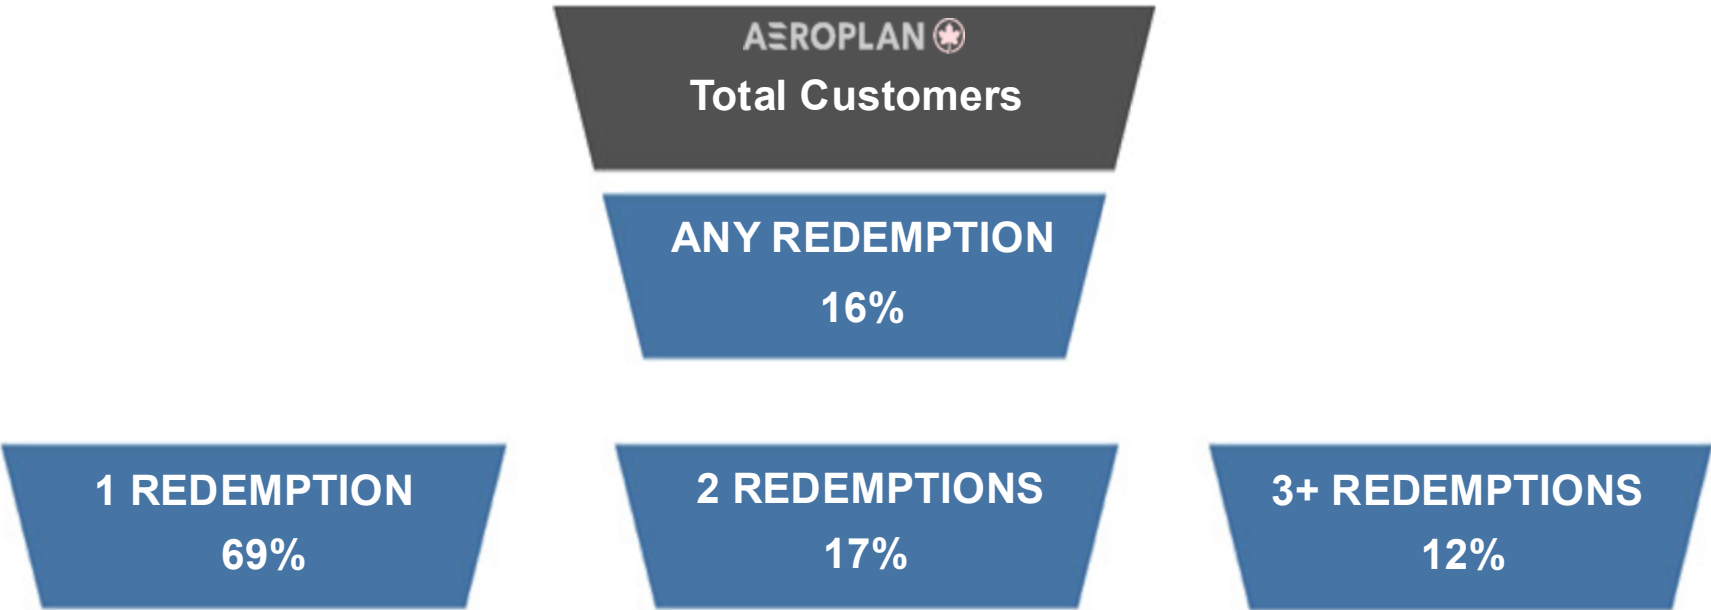 AEROPLAN
Total Customers
ANY REDEMPTION
16%
1 REDEMPTION
69%
2 REDEMPTIONS
17%
3+ REDEMPTIONS
12%